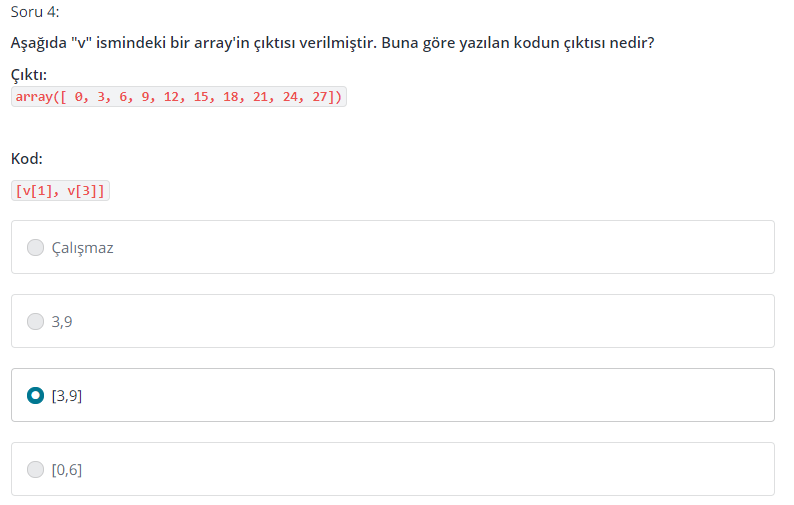 Soru 4:
Aşağıda "v" ismindeki bir array'in çıktısı verilmiştir. Buna göre yazılan kodun çıktısı nedir?
Çıktı:
array([ 0, 3, 6, 9, 12, 15, 18, 21, 24, 27])
Kod:
[v[1], v[3]]
Çalışmaz
3,9
[3,9]
[0,6]